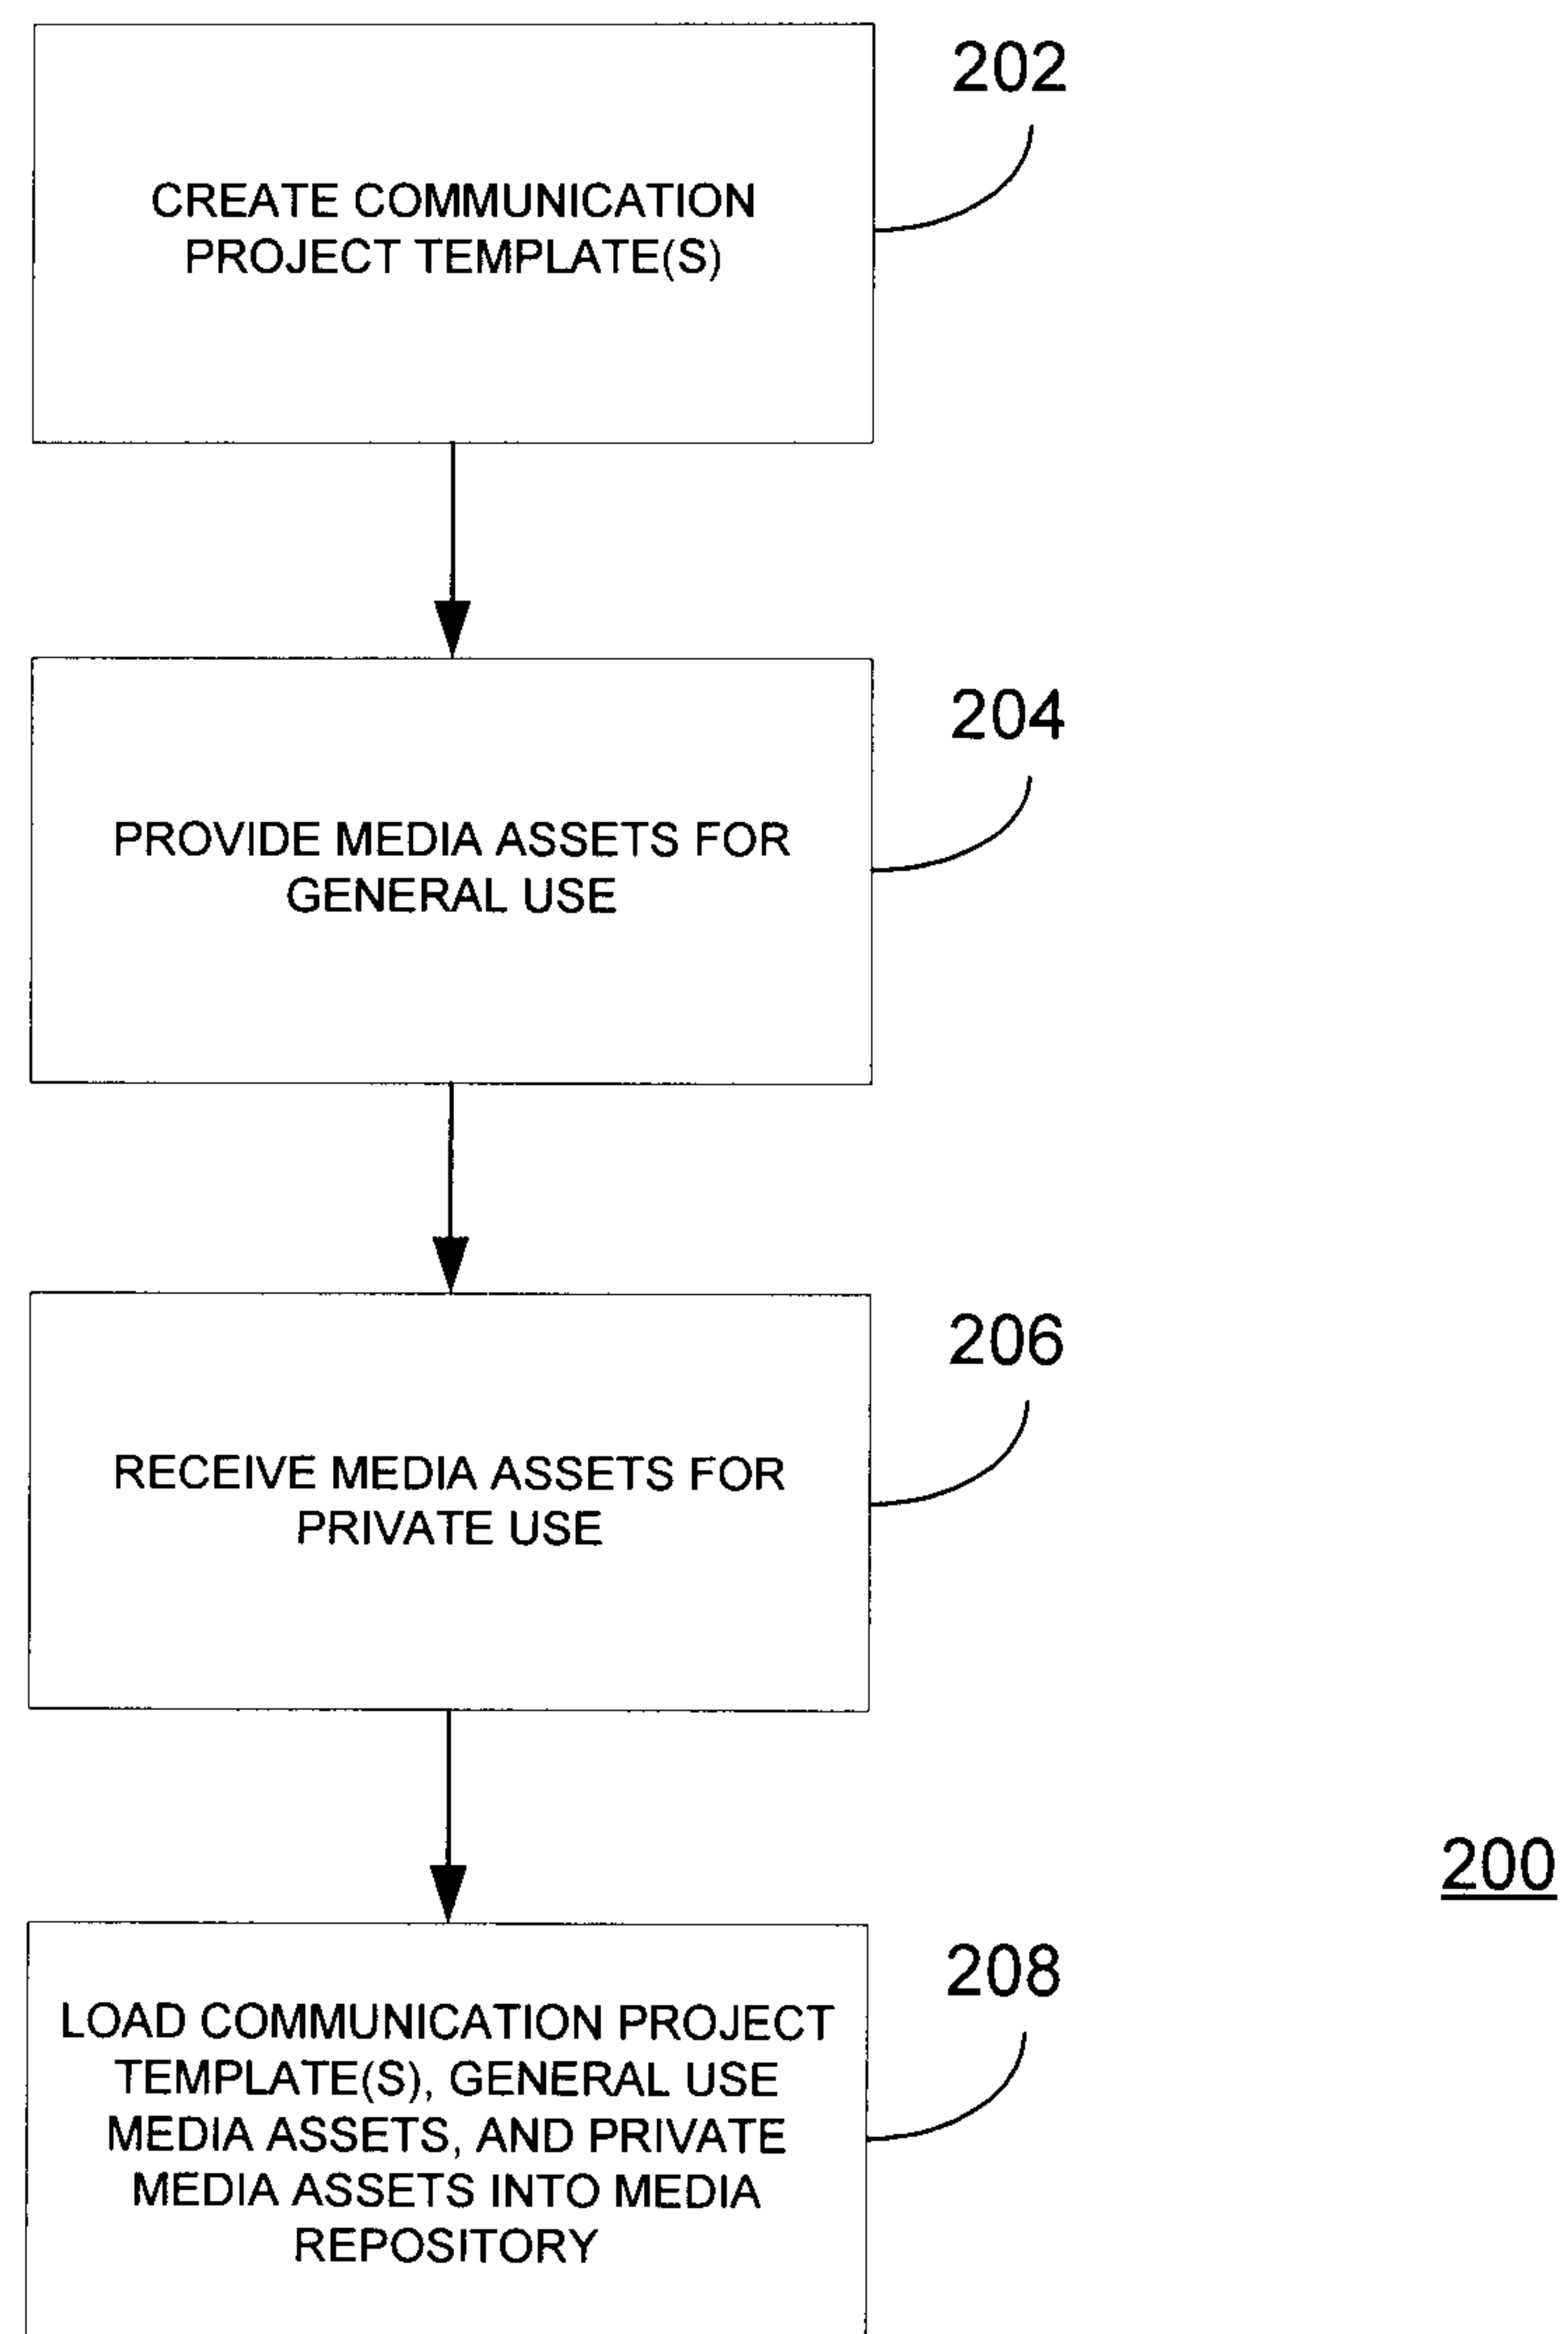 202
CREATE COMMUNICATION
PROJECT TEMPLATE(S)
204
PROVIDE MEDIA ASSETS FOR
GENERAL USE
206
RECEIVE MEDIA ASSETS FOR
PRIVATE USE
200
208
LOAD COMMUNICATION PROJECT
TEMPLATE(S), GENERAL USE
MEDIA ASSETS, AND PRIVATE
MEDIA ASSETS INTO MEDIA
REPOSITORY